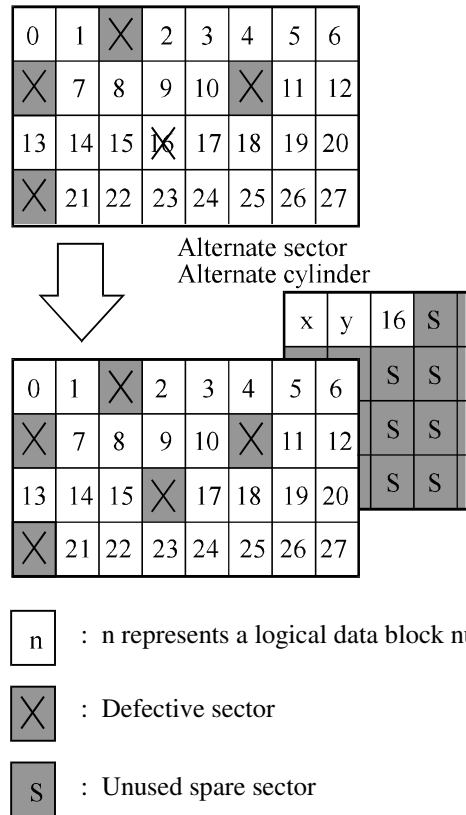 0 1 X 2 3 4 5 6
X 7 8 9 10 X 11 12
13 14 15 16 17 18 19 20
X 21 22 23 24 25 26 27
Alternate sector
Alternate cylinder
x y 16 S
S S
S S
S S
0 1 X 2 3 4 5 6
X 7 8 9 10 X 11 12
13 14 15 X 17 18 19 20
X 21 22 23 24 25 26 27
n : n represents a logical data block
X : Defective sector
S : Unused spare sector